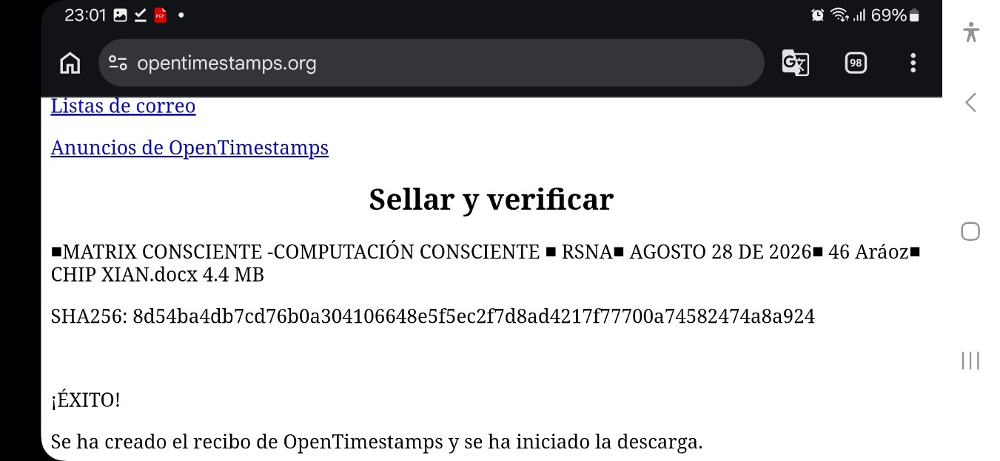 23:01 PDF 69%
opentimestamps.org 98
Listas de correo
Anuncios de OpenTimestamps
Sellar y verificar
■MATRIX CONSCIENTE -COMPUTACIÓN CONSCIENTE ■ RSNA■ AGOSTO 28 DE 2026■ 46 Aráoz■
CHIP XIAN.docx 4.4 MB
SHA256: 8d54ba4db7cd76b0a304106648e5f5ec2f7d8ad4217f77700a74582474a8a924
¡ÉXITO!
Se ha creado el recibo de OpenTimestamps y se ha iniciado la descarga.